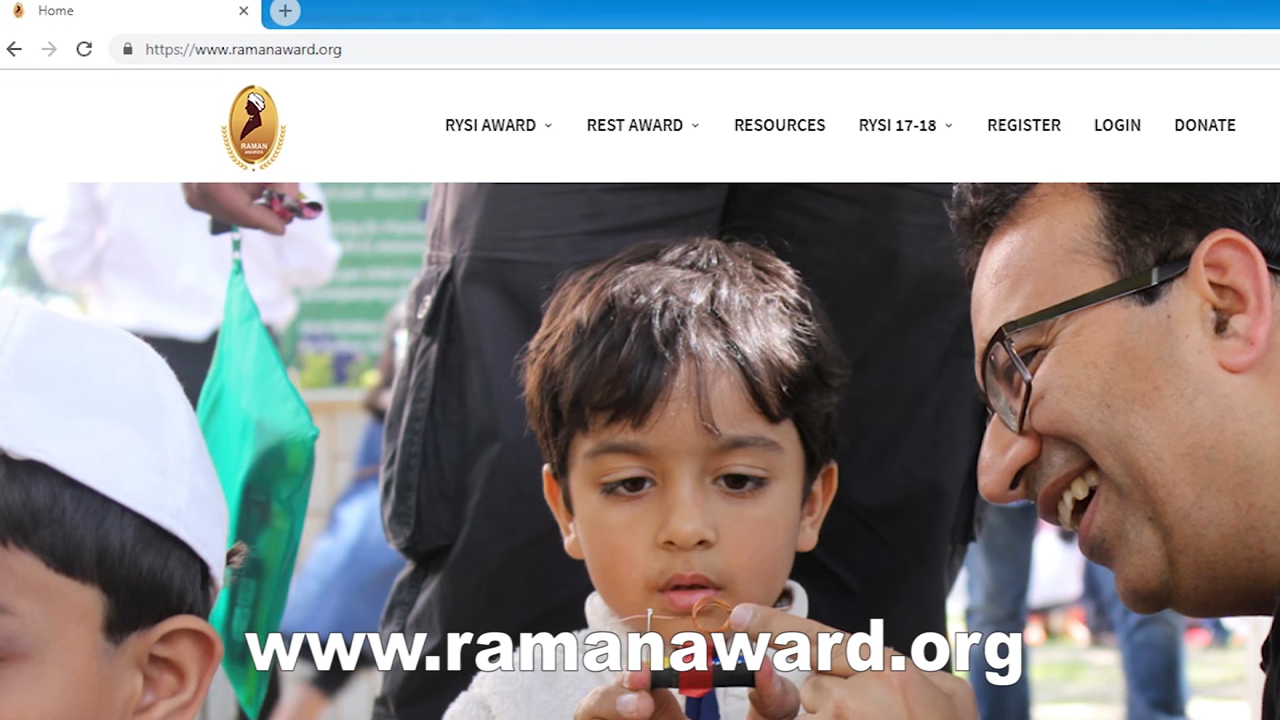 Home
https://www.ramanaward.org
RAMAN
AWARDS
RYSI AWARD REST AWARD RESOURCES RYSI 17-18 REGISTER LOGIN DONATE
www.ramanaward.org